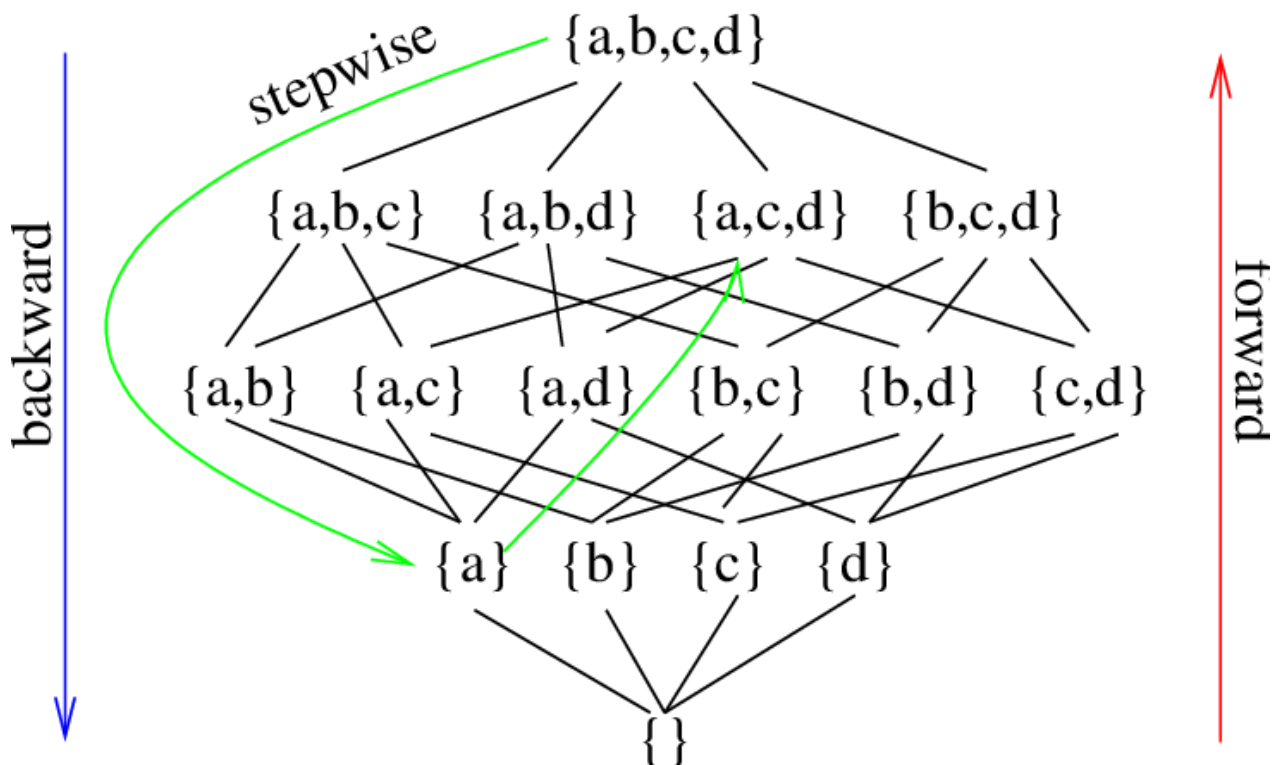 {a,b,c,d}
stepwise
{a,b,c} {a,b,d} {a,c,d} {b,c,d}
backward
forward
{a,b} {a,c} {a,d} {b,c} {b,d} {c,d}
{a} {b} {c} {d}
{}